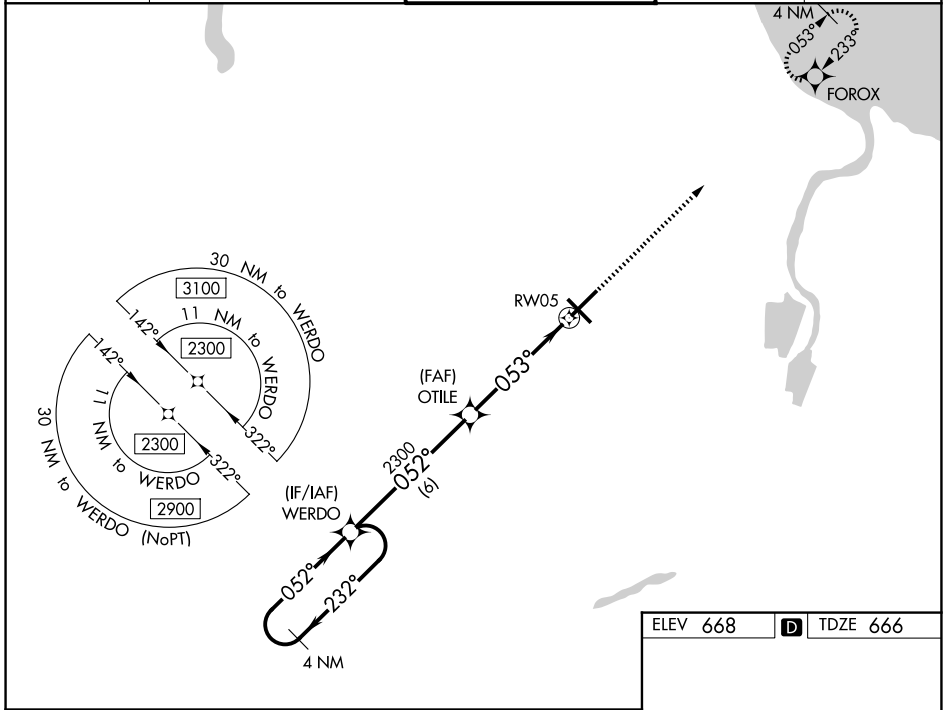 4 NM
053°
233°
FOROX
30 NM to WERDO
3100
142°
11 NM to WERDO
2300
322°
142°
11 NM to WERDO
2300
322°
30 NM to WERDO (NoPT)
2900
RW05
053°
(FAF)
OTILE
2300
052°
(6)
(IF/IAF)
WERDO
052°
232°
4 NM
ELEV 668 D TDZE 666